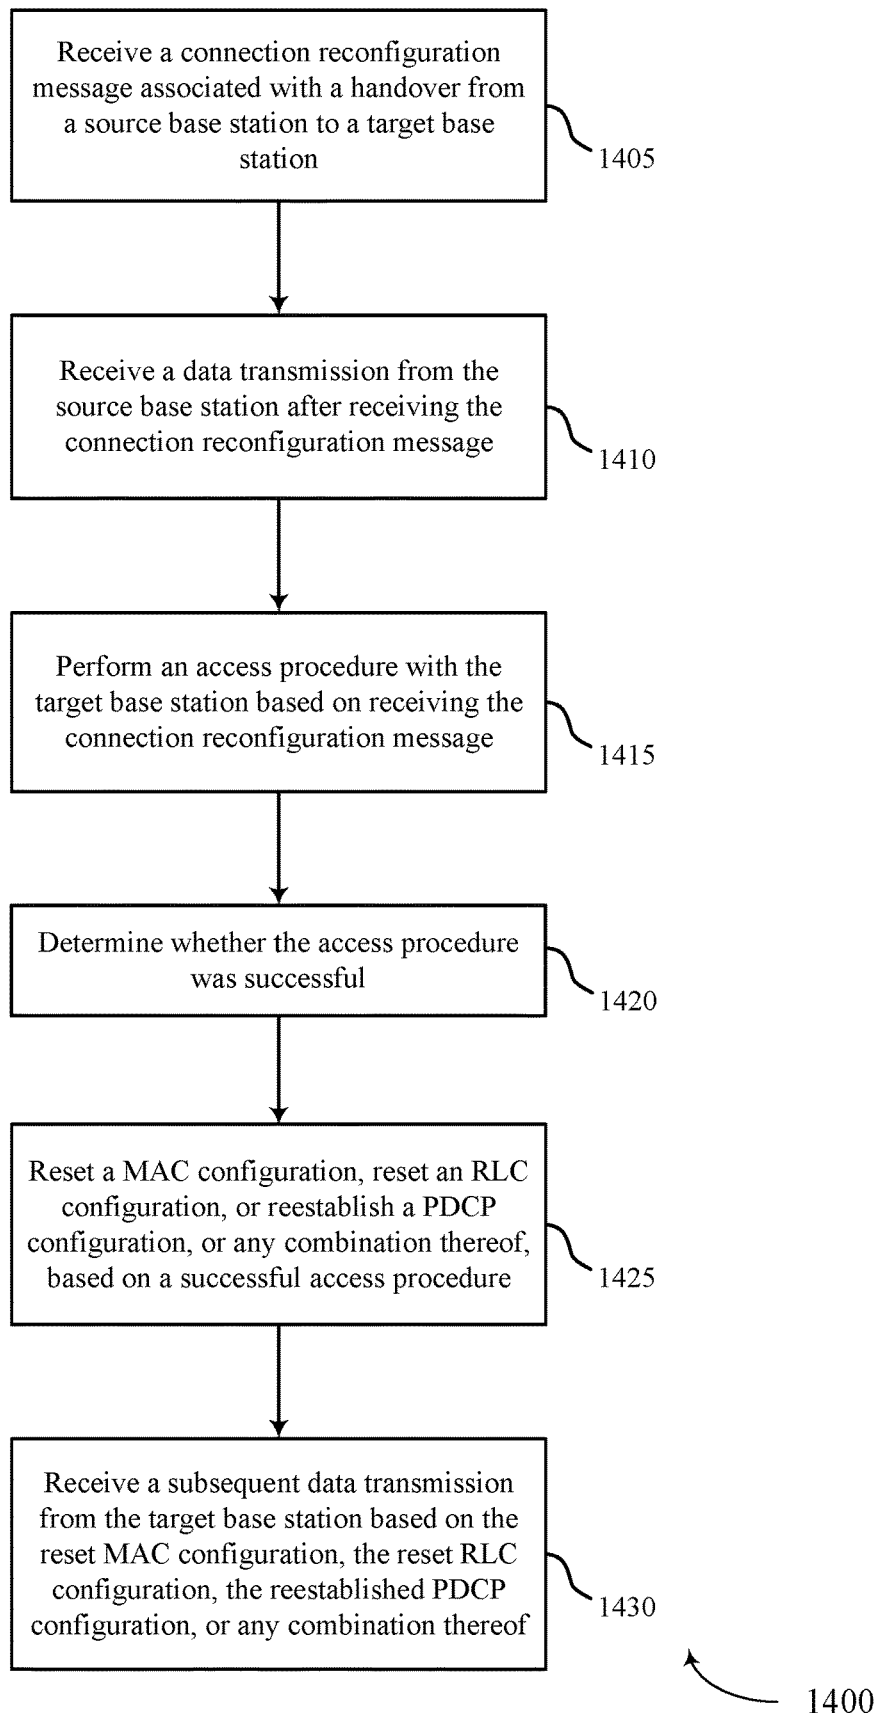 Receive a connection reconfiguration
message associated with a handover from
a source base station to a target base
station
1405
Receive a data transmission from the
source base station after receiving the
connection reconfiguration message
1410
Perform an access procedure with the
target base station based on receiving the
connection reconfiguration message
1415
Determine whether the access procedure
was successful
1420
Reset a MAC configuration, reset an RLC
configuration, or reestablish a PDCP
configuration, or any combination thereof,
based on a successful access procedure
1425
Receive a subsequent data transmission
from the target base station based on the
reset MAC configuration, the reset RLC
configuration, the reestablished PDCP
configuration, or any combination thereof
1430
1400